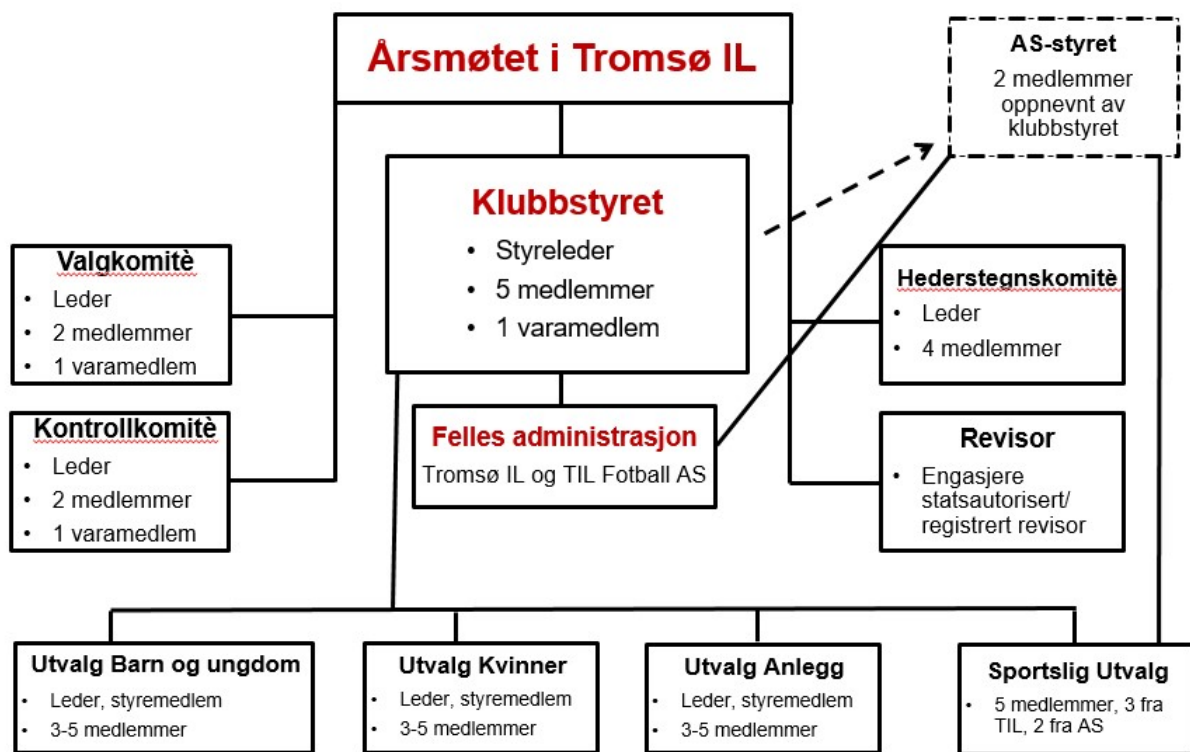 Årsmøtet i Tromsø IL
AS-styret
2 medlemmer
oppnevnt av
klubbstyret
Klubbstyret
• Styreleder
• 5 medlemmer
• 1 varamedlem
Valgkomitè
• Leder
• 2 medlemmer
• 1 varamedlem
Hederstegnskomitè
• Leder
• 4 medlemmer
Kontrollkomitè
• Leder
• 2 medlemmer
• 1 varamedlem
Felles administrasjon
Tromsø IL og TIL Fotball AS
Revisor
• Engasjere
statsautorisert/
registrert revisor
Utvalg Barn og ungdom
• Leder, styremedlem
• 3-5 medlemmer
Utvalg Kvinner
• Leder, styremedlem
• 3-5 medlemmer
Utvalg Anlegg
• Leder, styremedlem
• 3-5 medlemmer
Sportslig Utvalg
• 5 medlemmer, 3 fra
TIL, 2 fra AS